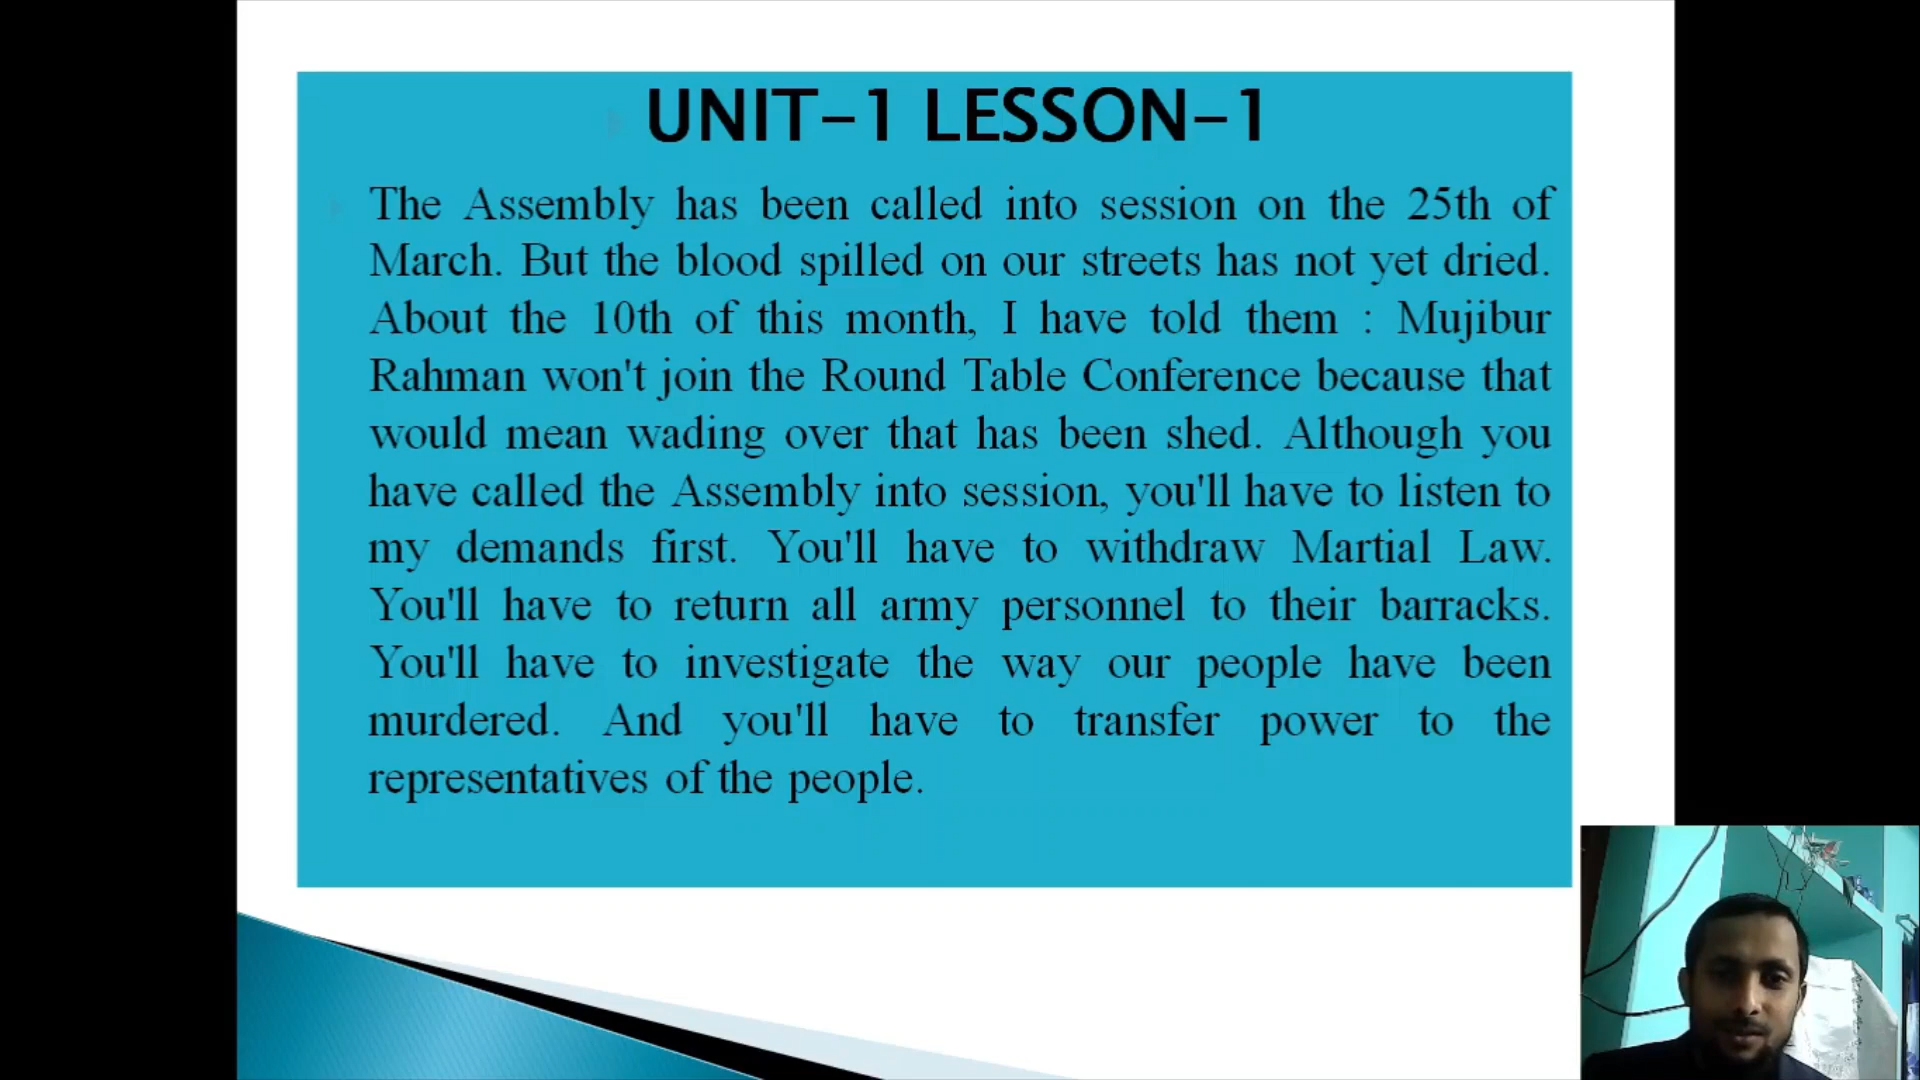 UNIT-1 LESSON-1
The Assembly has been called into session on the 25th of
March. But the blood spilled on our streets has not yet dried.
About the 10th of this month, I have told them : Mujibur
Rahman won't join the Round Table Conference because that
would mean wading over that has been shed. Although you
have called the Assembly into session, you'll have to listen to
my demands first. You'll have to withdraw Martial Law.
You'll have to return all army personnel to their barracks.
You'll have to investigate the way our people have been
murdered. And you'll have to transfer power to the
representatives of the people.